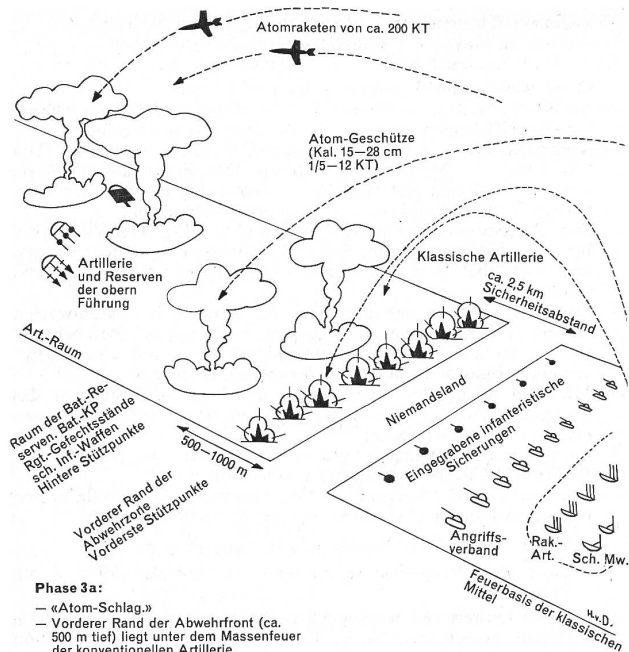 Atomraketen von ca. 200 KT
Atom-Geschütze
(Kal. 15—28 cm
1/5—12 KT)
Klassische Artillerie
ca. 2,5 km
Sicherheitsabstand
Artillerie
und Reserven
der obern
Führung
Art.-Raum
Raum der Bat.-Re-
serven. Bat.-KP
Rgt.-Gefechtsstände
sch. Inf.-Waffen
Hintere Stützpunkte
500—1000 m
Vorderer Rand der
Abwehrzone
Vorderste Stützpunkte
Niemandsland
Eingegrabene infanteristische
Sicherungen
Angriffs-
verband
Rak.-
Art.
Sch. Mw.
Feuerbasis der klassischen
Mittel
H.v.D.
Phase 3a:
— «Atom-Schlag.»
— Vorderer Rand der Abwehrfront (ca.
500 m tief) liegt unter dem Massenfeuer
der konventionellen Artillerie